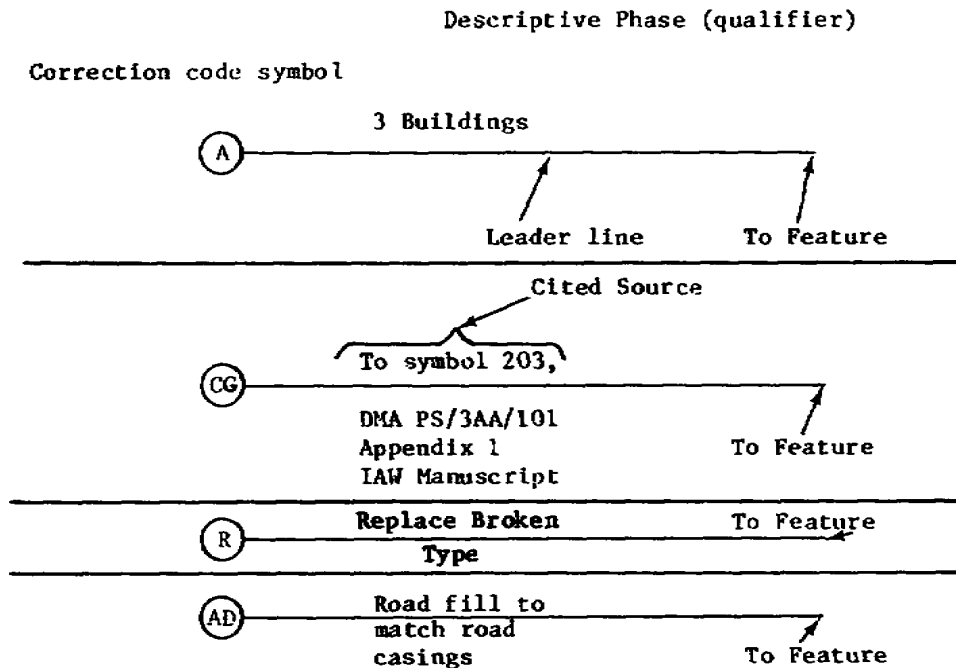 Descriptive Phase (qualifier)
Correction code symbol
3 Buildings
A
Leader line
To Feature
Cited Source
To symbol 203,
CG
DMA PS/3AA/101
Appendix 1
To Feature
IAW Manuscript
Replace Broken
To Feature
R
Type
Road fill to
AD
match road
casings
To Feature